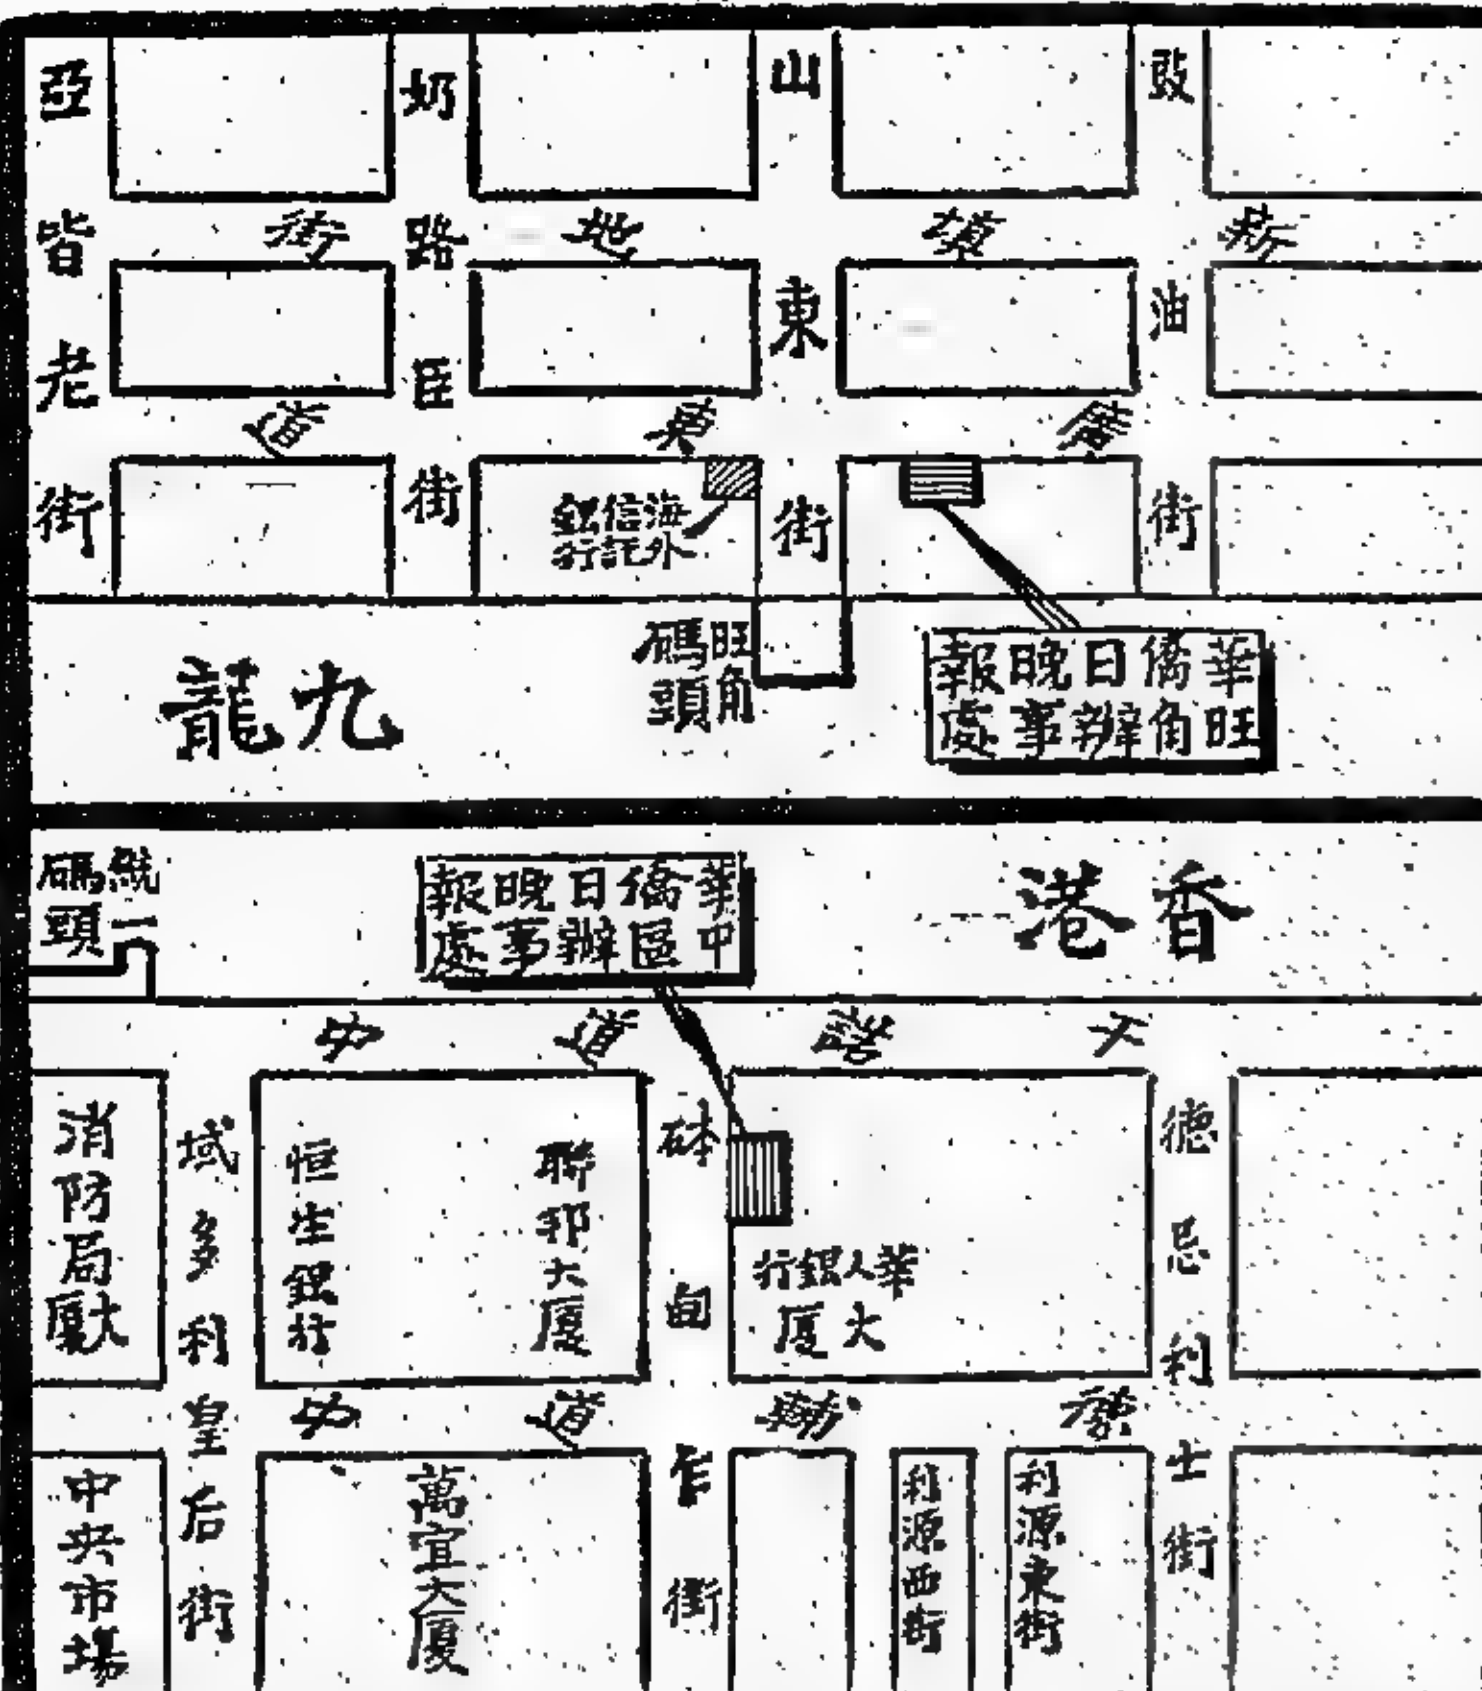 亞皆老街
奶路臣街
山東街
豉油街
新填地街
廣東道
海外信託銀行
旺角碼頭
華僑日晚報
旺角辦事處
九龍
香港
統一碼頭
華僑日晚報
中區辦事處
干諾道中
消防局大廈
域多利皇后街
恒生銀行
聯邦大廈
砵甸乍街
華人銀行
大廈
德忌利士街
德輔道中
中央市場
萬宜大廈
利源西街
利源東街